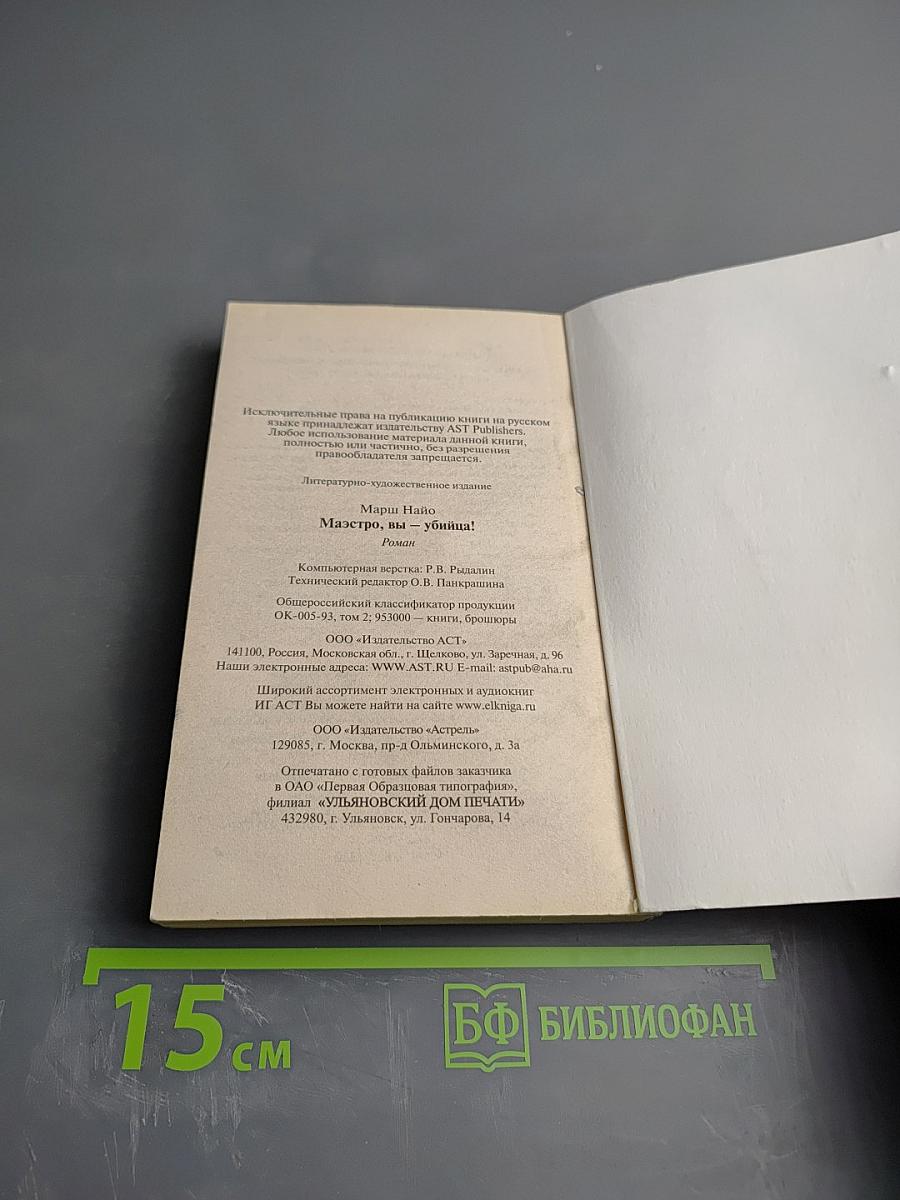 Исключительные права на публикацию книги на русском
языке принадлежат издательству AST Publishers.
Любое использование материала данной книги,
полностью или частично, без разрешения
правообладателя запрещается.
Литературно-художественное издание
Марш Найо
Маэстро, вы — убийца!
Роман
Компьютерная верстка: Р.В. Рыдалин
Технический редактор О.В. Панкрашина
Общероссийский классификатор продукции
ОК-005-93, том 2; 953000 — книги, брошюры
ООО «Издательство АСТ»
141100, Россия, Московская обл., г. Щелково, ул. Заречная, д. 96
Наши электронные адреса: WWW.AST.RU E-mail: astpub@aha.ru
Широкий ассортимент электронных и аудиокниг
ИГ АСТ Вы можете найти на сайте www.elkniga.ru
ООО «Издательство «Астрель»
129085, г. Москва, пр-д Ольминского, д. 3а
Отпечатано с готовых файлов заказчика
в ОАО «Первая Образцовая типография»,
филиал «УЛЬЯНОВСКИЙ ДОМ ПЕЧАТИ»
432980, г. Ульяновск, ул. Гончарова, 14
15 см
БФ БИБЛИОФАН